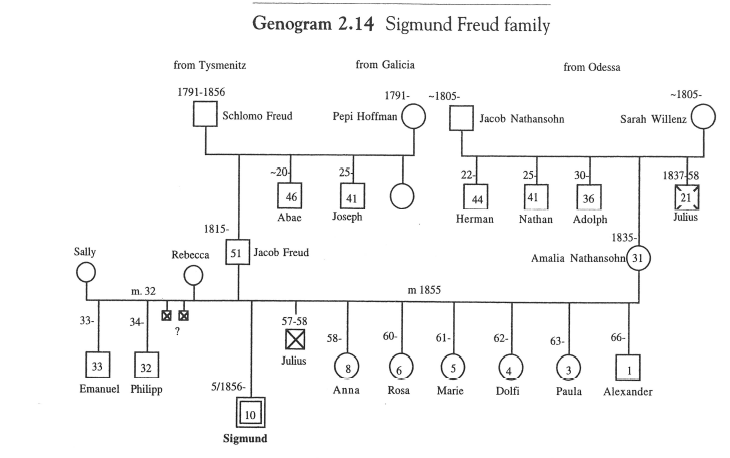 Genogram 2.14 Sigmund Freud family
from Tysmenitz
from Galicia
from Odessa
1791-1856
1791-
~1805-
~1805-
Schlomo Freud
Pepi Hoffman
Jacob Nathansohn
Sarah Willenz
~20-
25-
22-
25-
30-
1837-58
46
41
44
41
36
21
Abae
Joseph
Herman
Nathan
Adolph
Julius
1815-
1835-
Sally
Rebecca
51
Jacob Freud
Amalia Nathansohn
31
m. 32
m 1855
33-
34-
?
57-58
58-
60-
61-
62-
63-
66-
33
32
Julius
8
6
5
4
3
1
Emanuel
Philipp
5/1856-
Anna
Rosa
Marie
Dolfi
Paula
Alexander
10
Sigmund